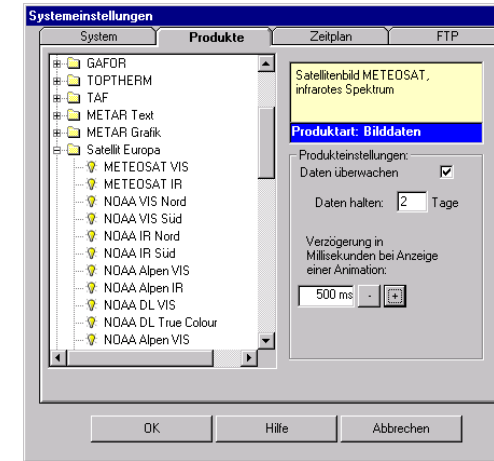 Systemeinstellungen
System
Produkte
Zeitplan
FTP
GAFOR
TOPTHERM
TAF
METAR Text
METAR Grafik
Satellit Europa
METEOSAT VIS
METEOSAT IR
NOAA VIS Nord
NOAA VIS Süd
NOAA IR Nord
NOAA IR Süd
NOAA Alpen VIS
NOAA Alpen IR
NOAA DL VIS
NOAA DL True Colour
NOAA Alpen VIS
Satellitenbild METEOSAT,
infrarotes Spektrum
Produktart: Bilddaten
Produkteinstellungen:
Daten überwachen
Daten halten: 2 Tage
Verzögerung in
Millisekunden bei Anzeige
einer Animation:
500 ms - +
OK
Hilfe
Abbrechen